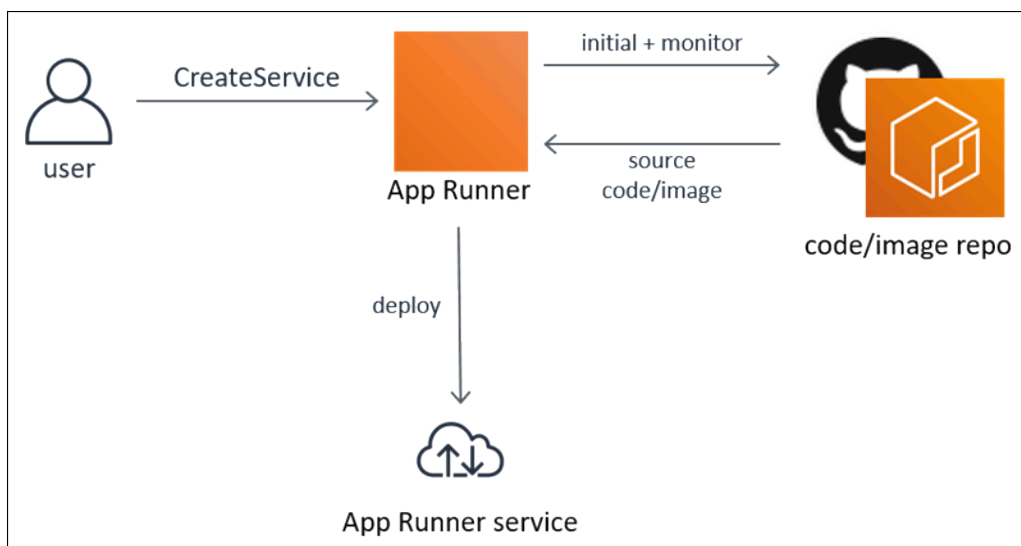 CreateService
user
App Runner
initial + monitor
source
code/image
code/image repo
deploy
App Runner service